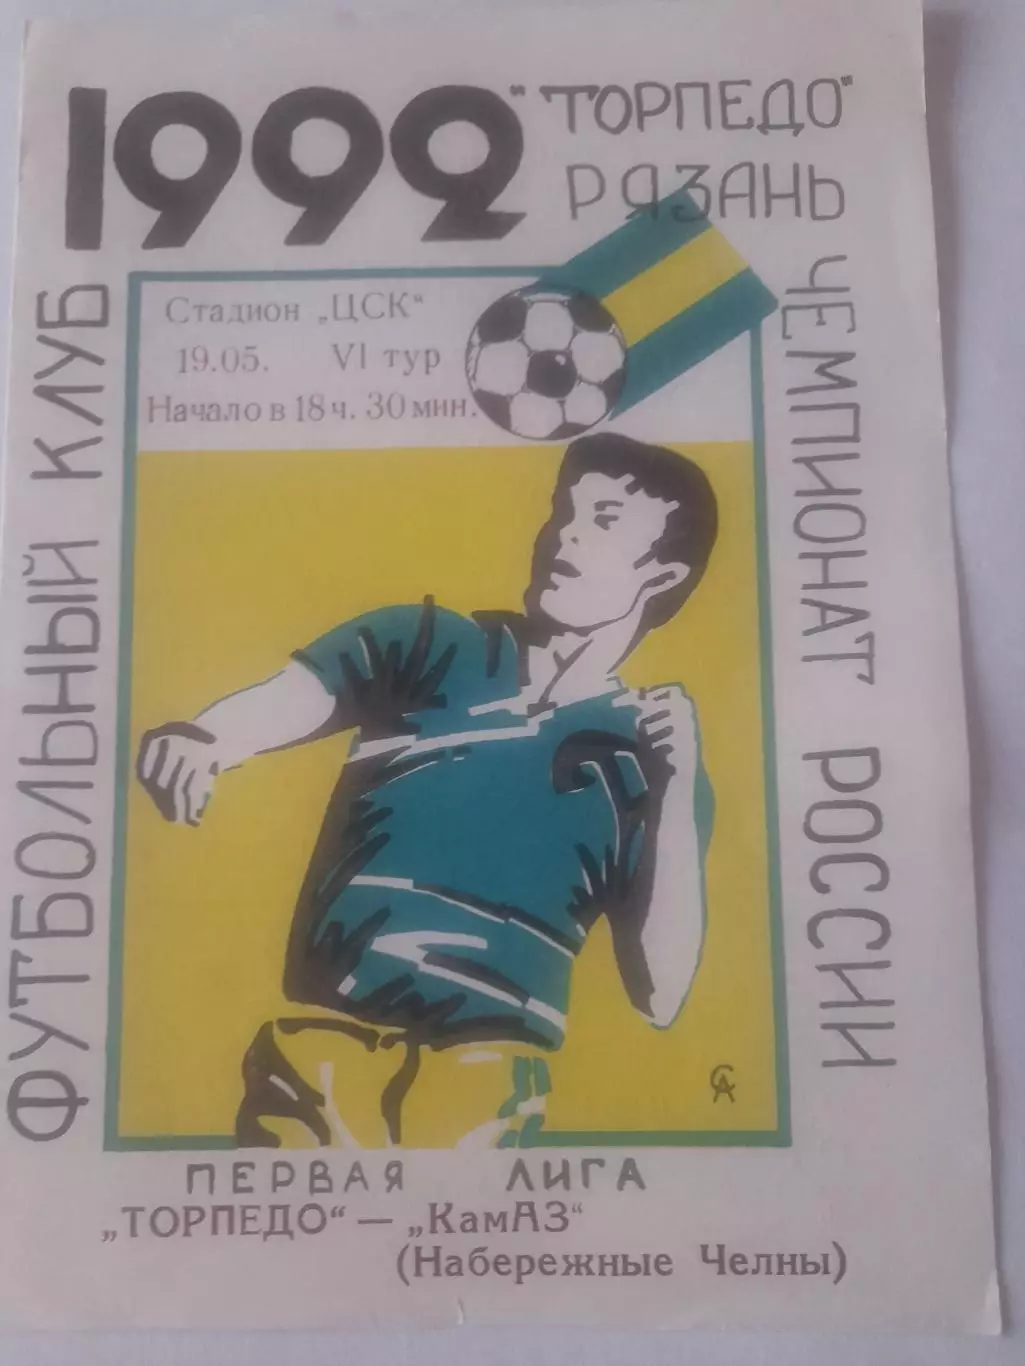 1992
"ТОРПЕДО"
РЯЗАНЬ
ФУТБОЛЬНЫЙ КЛУБ
ЧЕМПИОНАТ РОССИИ
Стадион „ЦСК“
19.05. VI тур
Начало в 18 ч. 30 мин.
ПЕРВАЯ ЛИГА
„ТОРПЕДО“ — „КамАЗ“
(Набережные Челны)